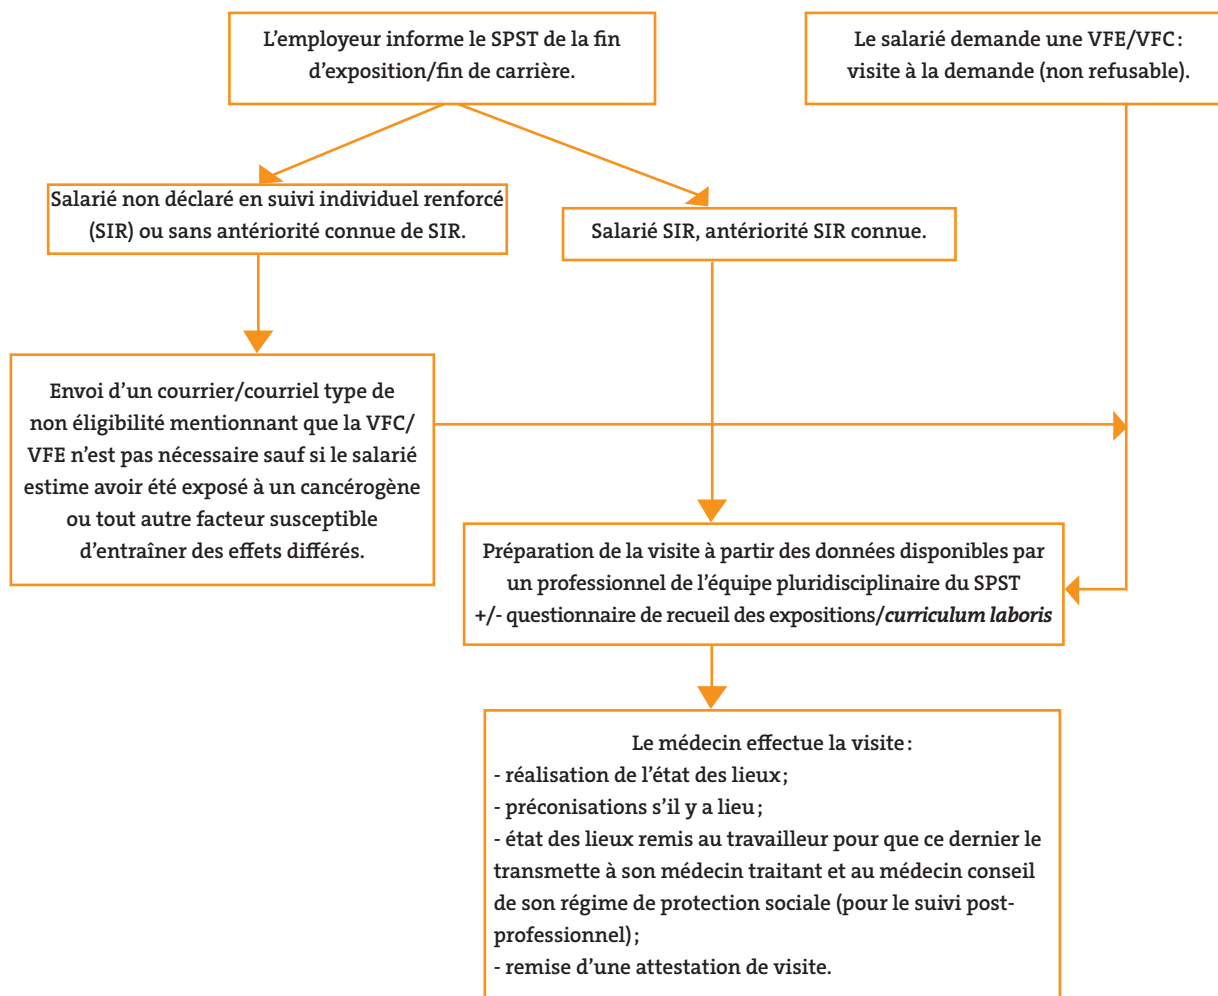 L’employeur informe le SPST de la fin
d’exposition/fin de carrière.
Le salarié demande une VFE/VFC :
visite à la demande (non refusable).
Salarié non déclaré en suivi individuel renforcé
(SIR) ou sans antériorité connue de SIR.
Salarié SIR, antériorité SIR connue.
Envoi d’un courrier/courriel type de
non éligibilité mentionnant que la VFC/
VFE n’est pas nécessaire sauf si le salarié
estime avoir été exposé à un cancérogène
ou tout autre facteur susceptible
d’entraîner des effets différés.
Préparation de la visite à partir des données disponibles par
un professionnel de l’équipe pluridisciplinaire du SPST
+/- questionnaire de recueil des expositions/curriculum laboris
Le médecin effectue la visite :
- réalisation de l’état des lieux ;
- préconisations s’il y a lieu ;
- état des lieux remis au travailleur pour que ce dernier le
transmette à son médecin traitant et au médecin conseil
de son régime de protection sociale (pour le suivi post-
professionnel) ;
- remise d’une attestation de visite.